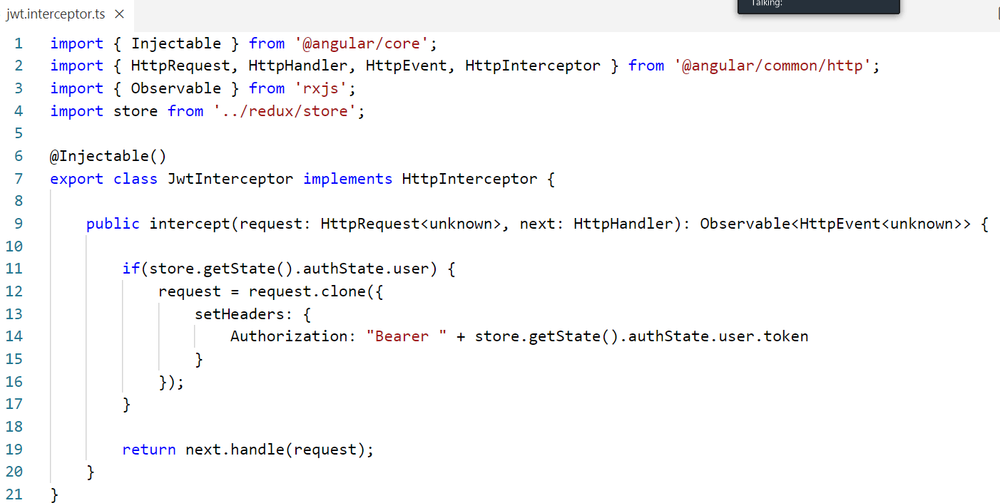 jwt.interceptor.ts ×
Talking:
1 import { Injectable } from '@angular/core';
2 import { HttpRequest, HttpHandler, HttpEvent, HttpInterceptor } from '@angular/common/http';
3 import { Observable } from 'rxjs';
4 import store from '../redux/store';
5
6 @Injectable()
7 export class JwtInterceptor implements HttpInterceptor {
8
9     public intercept(request: HttpRequest<unknown>, next: HttpHandler): Observable<HttpEvent<unknown>> {
10
11         if(store.getState().authState.user) {
12             request = request.clone({
13                 setHeaders: {
14                     Authorization: "Bearer " + store.getState().authState.user.token
15                 }
16             });
17         }
18
19         return next.handle(request);
20     }
21 }